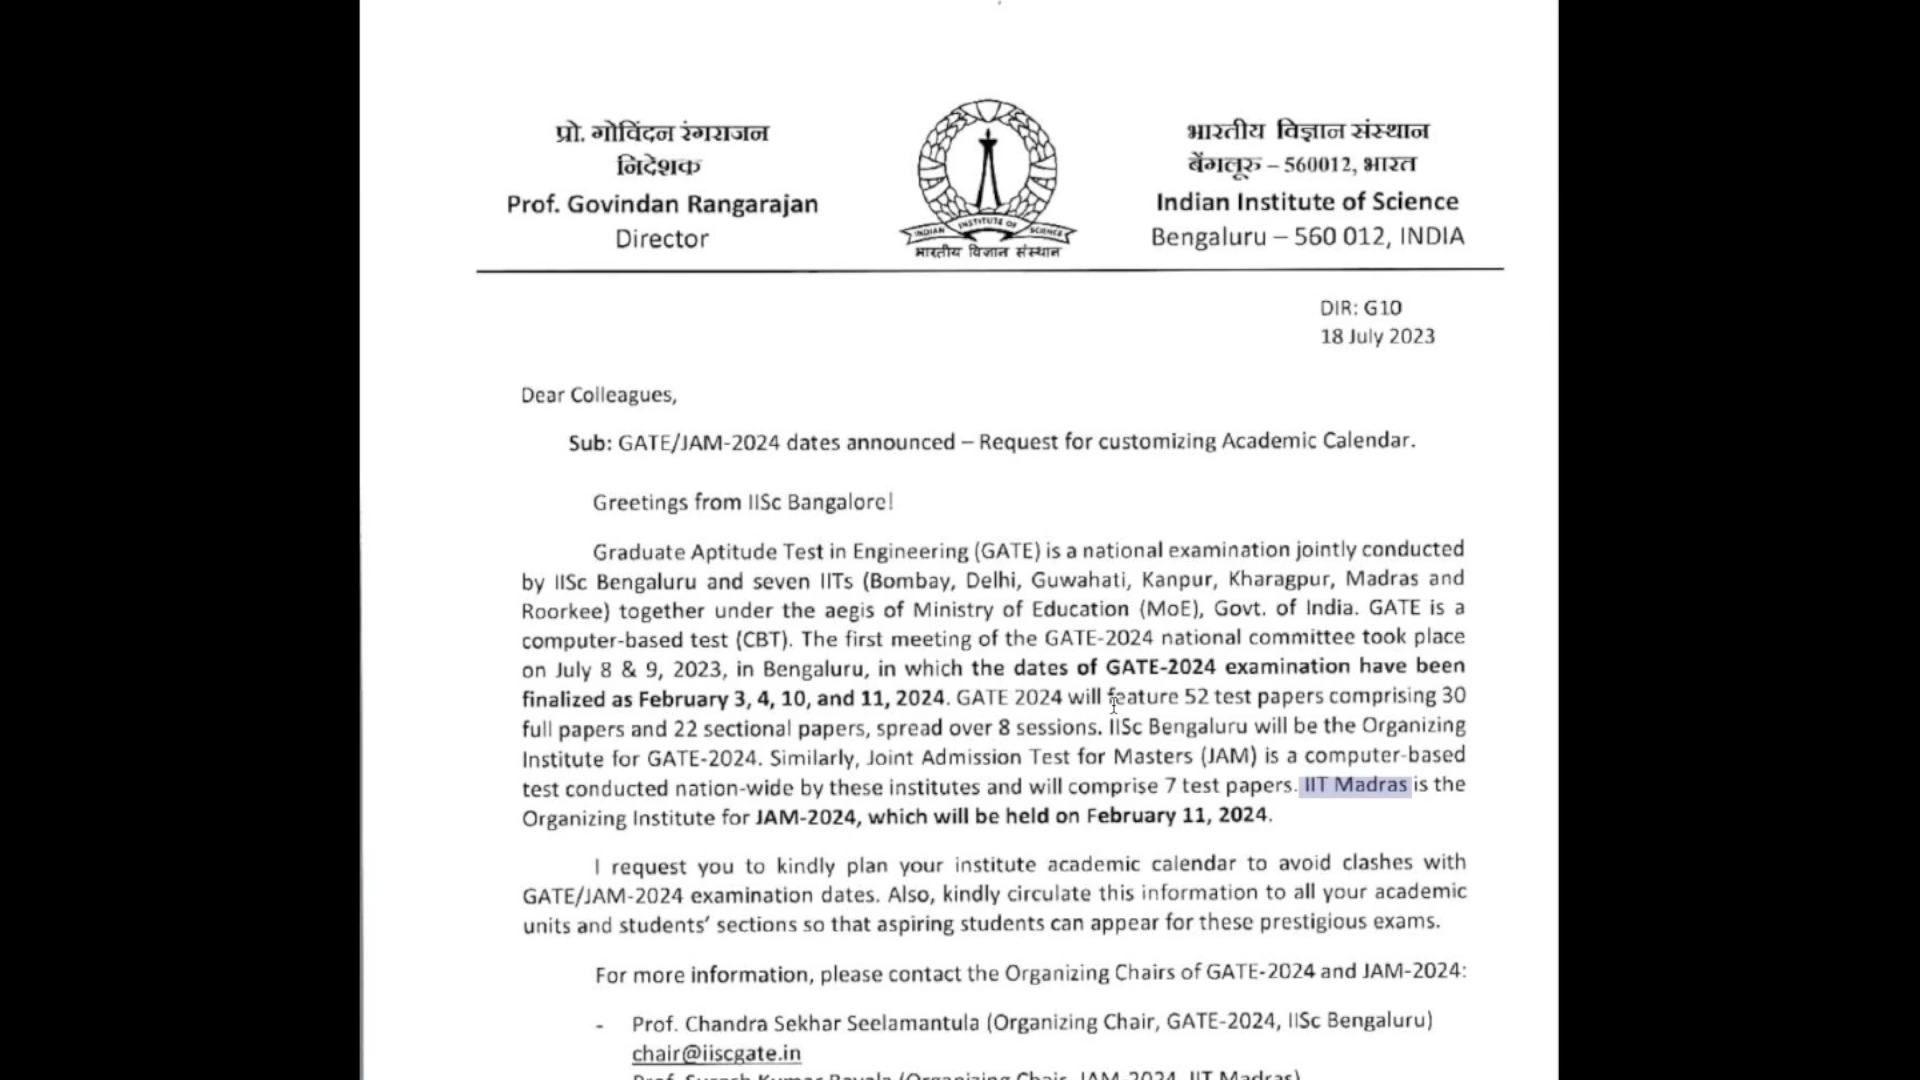 प्रो. गोविंदन रंगराजन
निदेशक
Prof. Govindan Rangarajan
Director
INDIAN INSTITUTE OF SCIENCE
भारतीय विज्ञान संस्थान
भारतीय विज्ञान संस्थान
बेंगलूरु – 560012, भारत
Indian Institute of Science
Bengaluru – 560 012, INDIA
DIR: G10
18 July 2023
Dear Colleagues,
Sub: GATE/JAM-2024 dates announced – Request for customizing Academic Calendar.
Greetings from IISc Bangalore!
Graduate Aptitude Test in Engineering (GATE) is a national examination jointly conducted
by IISc Bengaluru and seven IITs (Bombay, Delhi, Guwahati, Kanpur, Kharagpur, Madras and
Roorkee) together under the aegis of Ministry of Education (MoE), Govt. of India. GATE is a
computer-based test (CBT). The first meeting of the GATE-2024 national committee took place
on July 8 & 9, 2023, in Bengaluru, in which the dates of GATE-2024 examination have been
finalized as February 3, 4, 10, and 11, 2024. GATE 2024 will feature 52 test papers comprising 30
full papers and 22 sectional papers, spread over 8 sessions. IISc Bengaluru will be the Organizing
Institute for GATE-2024. Similarly, Joint Admission Test for Masters (JAM) is a computer-based
test conducted nation-wide by these institutes and will comprise 7 test papers. IIT Madras is the
Organizing Institute for JAM-2024, which will be held on February 11, 2024.
I request you to kindly plan your institute academic calendar to avoid clashes with
GATE/JAM-2024 examination dates. Also, kindly circulate this information to all your academic
units and students’ sections so that aspiring students can appear for these prestigious exams.
For more information, please contact the Organizing Chairs of GATE-2024 and JAM-2024:
- Prof. Chandra Sekhar Seelamantula (Organizing Chair, GATE-2024, IISc Bengaluru)
chair@iiscgate.in
(Organizing Chair, JAM-2024, IIT Madras)